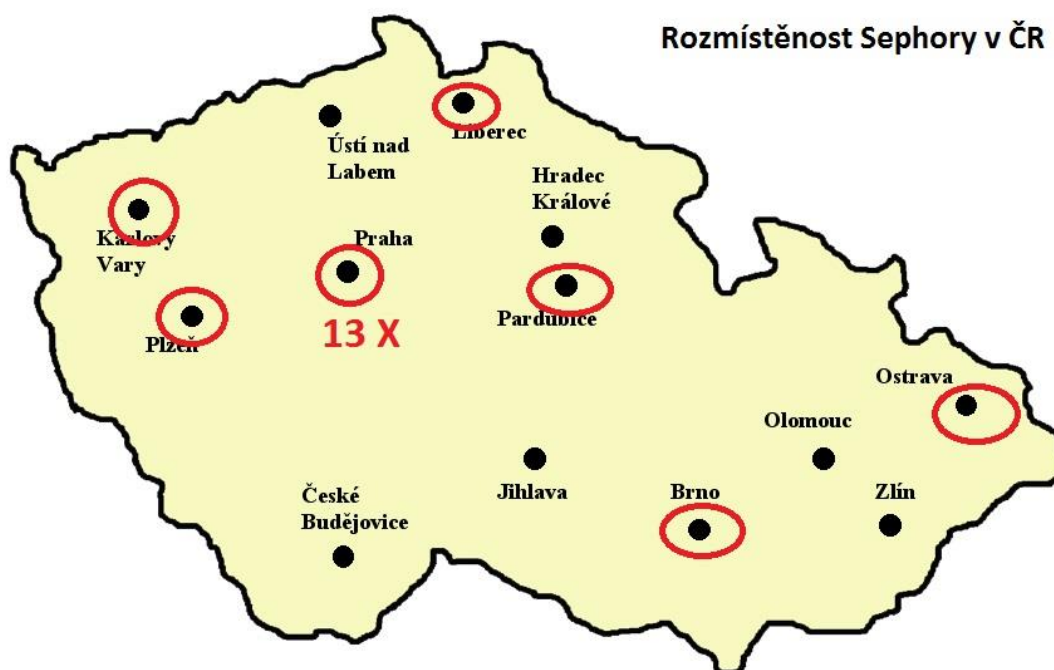 Rozmístěnost Sephory v ČR
Liberec
Ústí nad
Labem
Hradec
Králové
Karlovy
Vary
Praha
13 X
Pardubice
Plzeň
Ostrava
Olomouc
Jihlava
Brno
Zlín
České
Budějovice